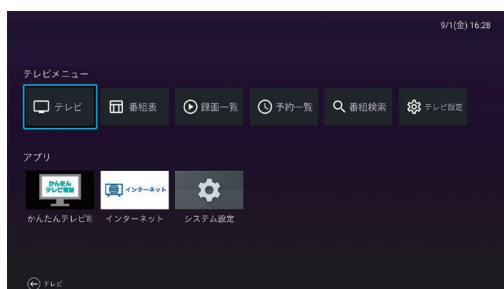 9/1(金) 16:28
テレビメニュー
テレビ 番組表 録画一覧 予約一覧 番組検索 テレビ設定
アプリ
かんたん
テレビ電話
インターネット
かんたんテレビ電 インターネット システム設定
テレビ